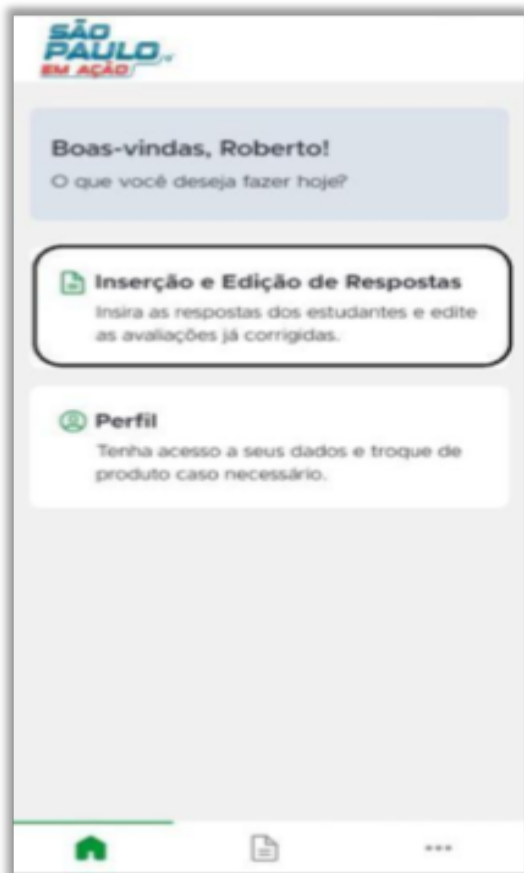 SÃO
PAULO
EM AÇÃO
Boas-vindas, Roberto!
O que você deseja fazer hoje?
Inserção e Edição de Respostas
Insira as respostas dos estudantes e edite
as avaliações já corrigidas.
Perfil
Tenha acesso a seus dados e troque de
produto caso necessário.